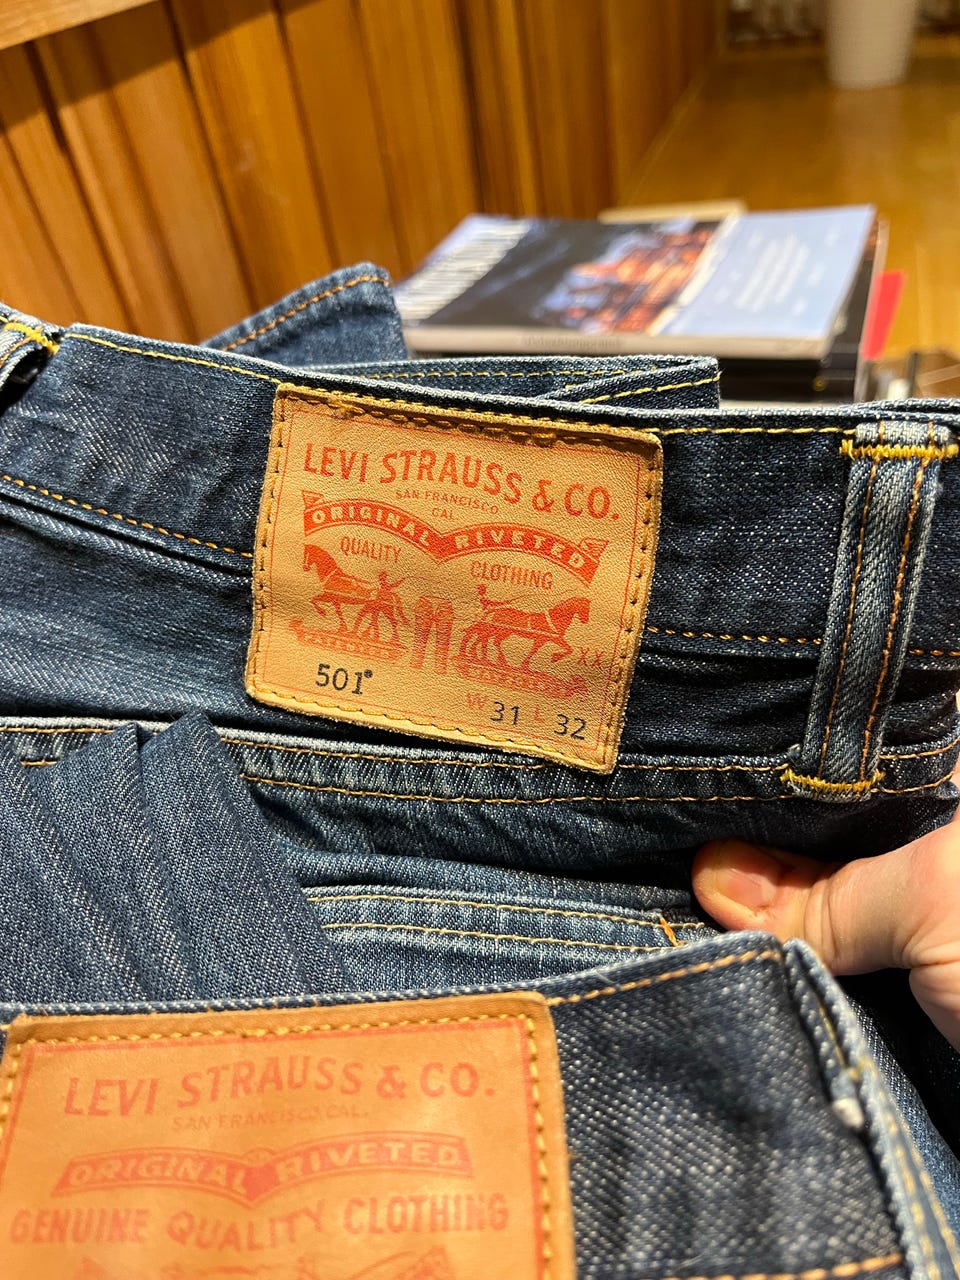 LEVI STRAUSS & CO.
SAN FRANCISCO
CAL
ORIGINAL RIVETED
QUALITY CLOTHING
XX
501®
W 31 L 32
LEVI STRAUSS & CO.
SAN FRANCISCO CAL.
ORIGINAL RIVETED
GENUINE QUALITY CLOTHING